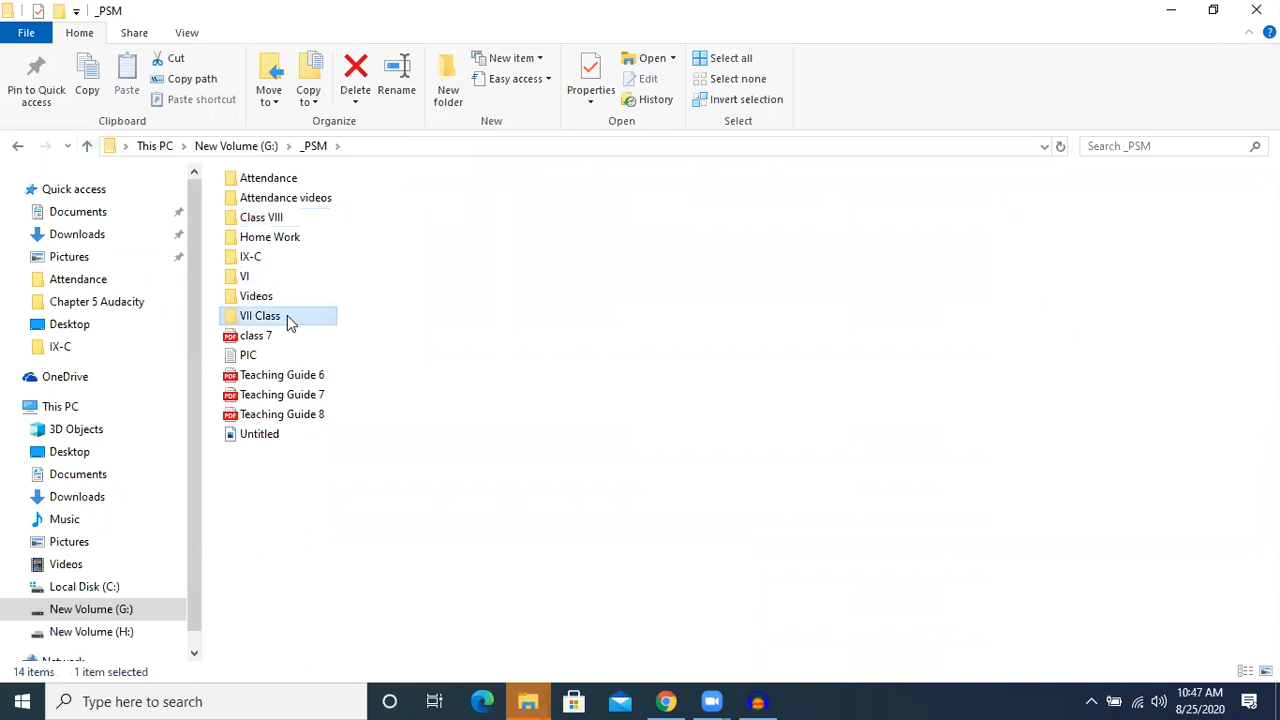 _PSM
File Home Share View
Pin to Quick access
Copy
Paste
Cut
Copy path
Paste shortcut
Clipboard
Move to
Copy to
Delete
Rename
Organize
New folder
New item
Easy access
New
Properties
Open
Edit
History
Open
Select all
Select none
Invert selection
Select
This PC New Volume (G:) _PSM
Search _PSM
Quick access
Documents
Downloads
Pictures
Attendance
Chapter 5 Audacity
Desktop
IX-C
OneDrive
This PC
3D Objects
Desktop
Documents
Downloads
Music
Pictures
Videos
Local Disk (C:)
New Volume (G:)
New Volume (H:)
Network
Attendance
Attendance videos
Class VIII
Home Work
IX-C
VI
Videos
VII Class
PDF class 7
PIC
PDF Teaching Guide 6
PDF Teaching Guide 7
PDF Teaching Guide 8
Untitled
14 items 1 item selected
Type here to search
10:47 AM
8/25/2020